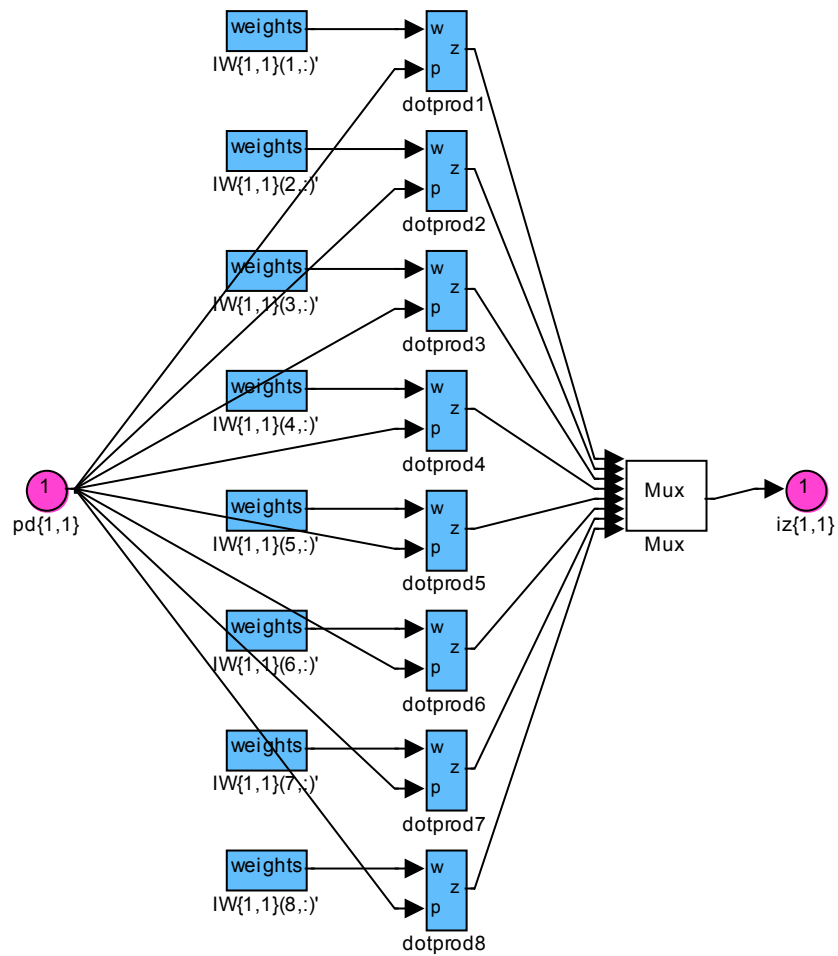 weights
w
z
p
IW{1,1}(1,:)'
dotprod1
weights
w
z
p
IW{1,1}(2,:)'
dotprod2
weights
w
z
p
IW{1,1}(3,:)'
dotprod3
weights
w
z
p
IW{1,1}(4,:)'
dotprod4
1
pd{1,1}
Mux
Mux
1
iz{1,1}
weights
w
z
p
IW{1,1}(5,:)'
dotprod5
weights
w
z
p
IW{1,1}(6,:)'
dotprod6
weights
w
z
p
IW{1,1}(7,:)'
dotprod7
weights
w
z
p
IW{1,1}(8,:)'
dotprod8